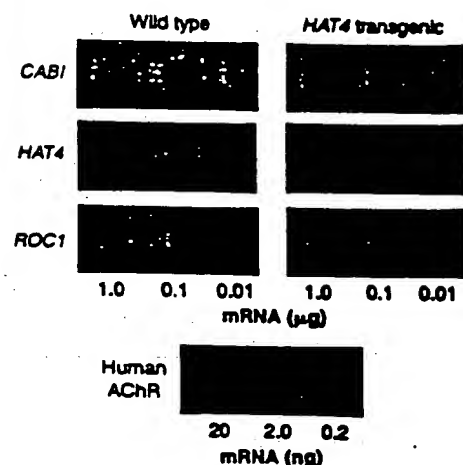 Wild type HAT4 transgenic
CABI
HAT4
ROC1
1.0 0.1 0.01 1.0 0.1 0.01
mRNA (μg)
Human
AChR
20 2.0 0.2
mRNA (ng)